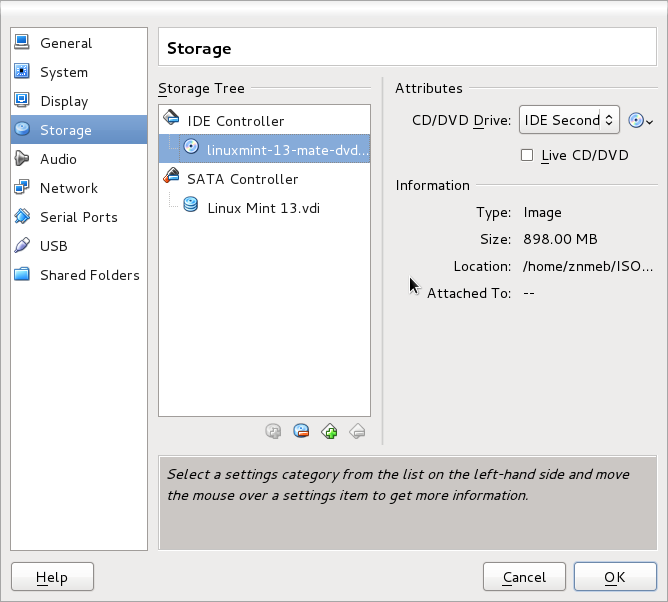 General
System
Display
Storage
Audio
Network
Serial Ports
USB
Shared Folders
Storage
Storage Tree
IDE Controller
linuxmint-13-mate-dvd...
SATA Controller
Linux Mint 13.vdi
Attributes
CD/DVD Drive: IDE Second
Live CD/DVD
Information
Type: Image
Size: 898.00 MB
Location: /home/znmeb/ISO...
Attached To: --
Select a settings category from the list on the left-hand side and move
the mouse over a settings item to get more information.
Help
Cancel
OK